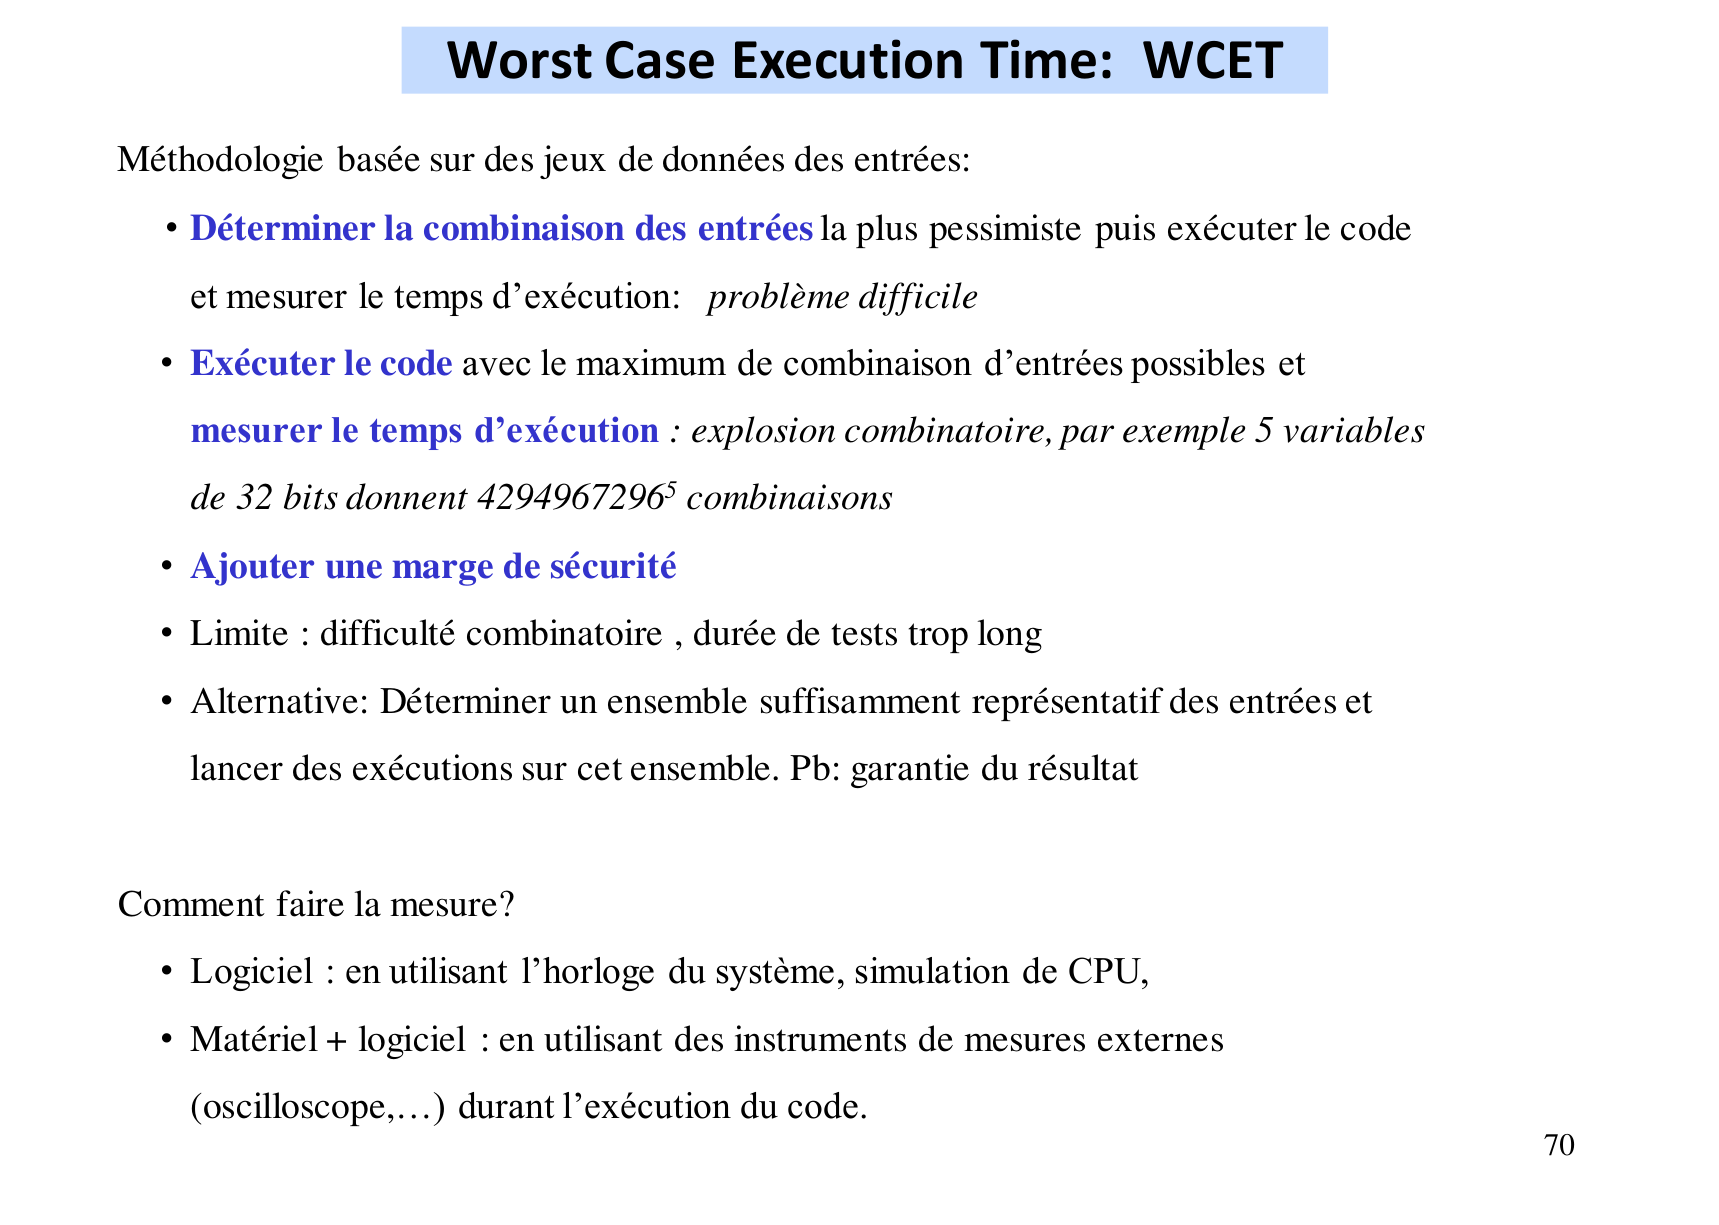 Worst Case Execution Time: WCET
Méthodologie basée sur des jeux de données des entrées:
• Déterminer la combinaison des entrées la plus pessimiste puis exécuter le code
et mesurer le temps d’exécution: problème difficile
• Exécuter le code avec le maximum de combinaison d’entrées possibles et
mesurer le temps d’exécution : explosion combinatoire, par exemple 5 variables
de 32 bits donnent 4294967296⁵ combinaisons
• Ajouter une marge de sécurité
• Limite : difficulté combinatoire , durée de tests trop long
• Alternative: Déterminer un ensemble suffisamment représentatif des entrées et
lancer des exécutions sur cet ensemble. Pb: garantie du résultat
Comment faire la mesure?
• Logiciel : en utilisant l’horloge du système, simulation de CPU,
• Matériel + logiciel : en utilisant des instruments de mesures externes
(oscilloscope,…) durant l’exécution du code.
70